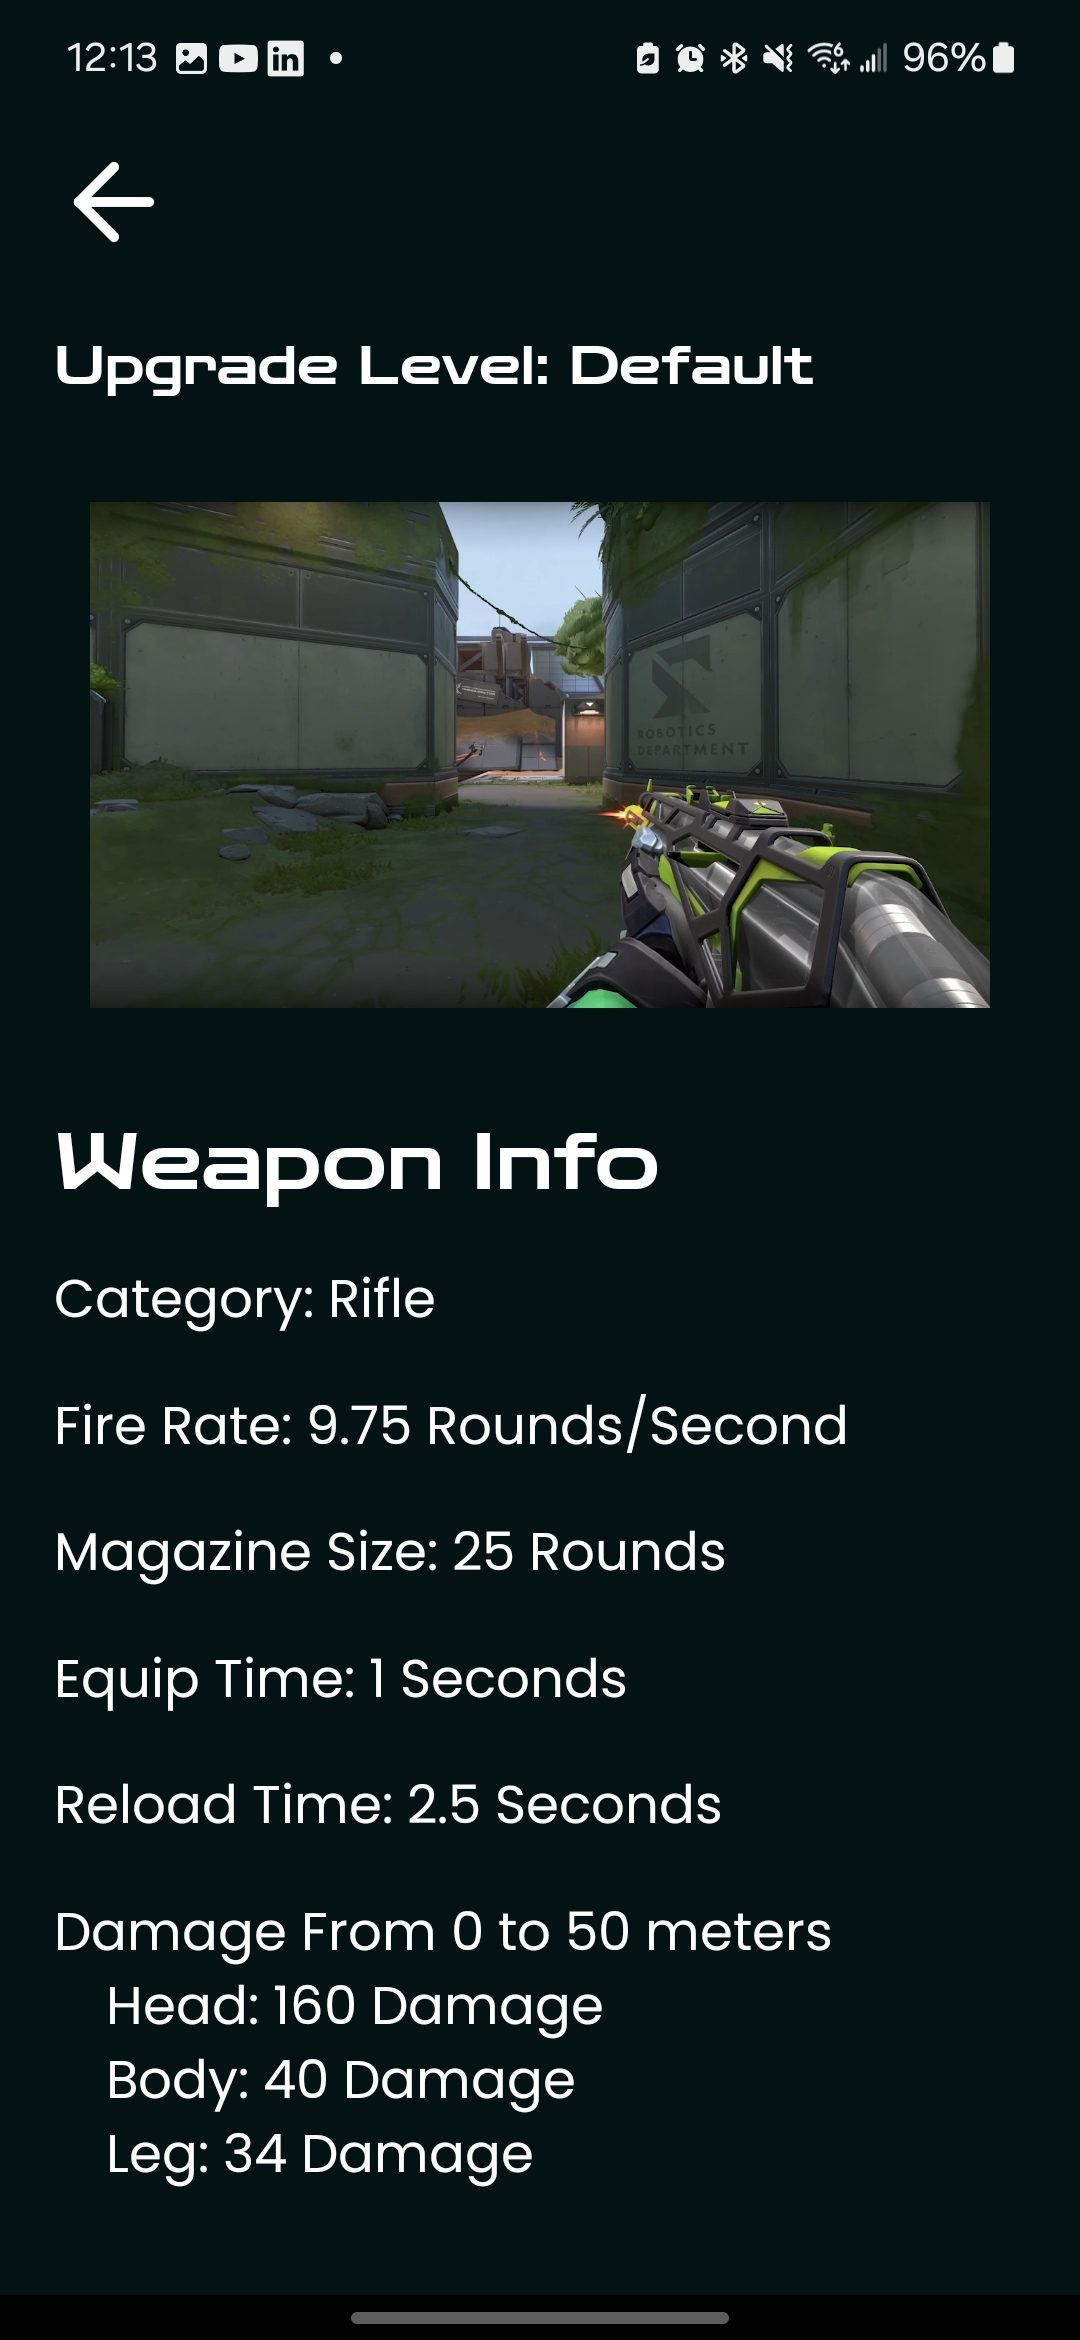 12:13
96%
Upgrade Level: Default
ROBOTICS
DEPARTMENT
Weapon Info
Category: Rifle
Fire Rate: 9.75 Rounds/Second
Magazine Size: 25 Rounds
Equip Time: 1 Seconds
Reload Time: 2.5 Seconds
Damage From 0 to 50 meters
Head: 160 Damage
Body: 40 Damage
Leg: 34 Damage